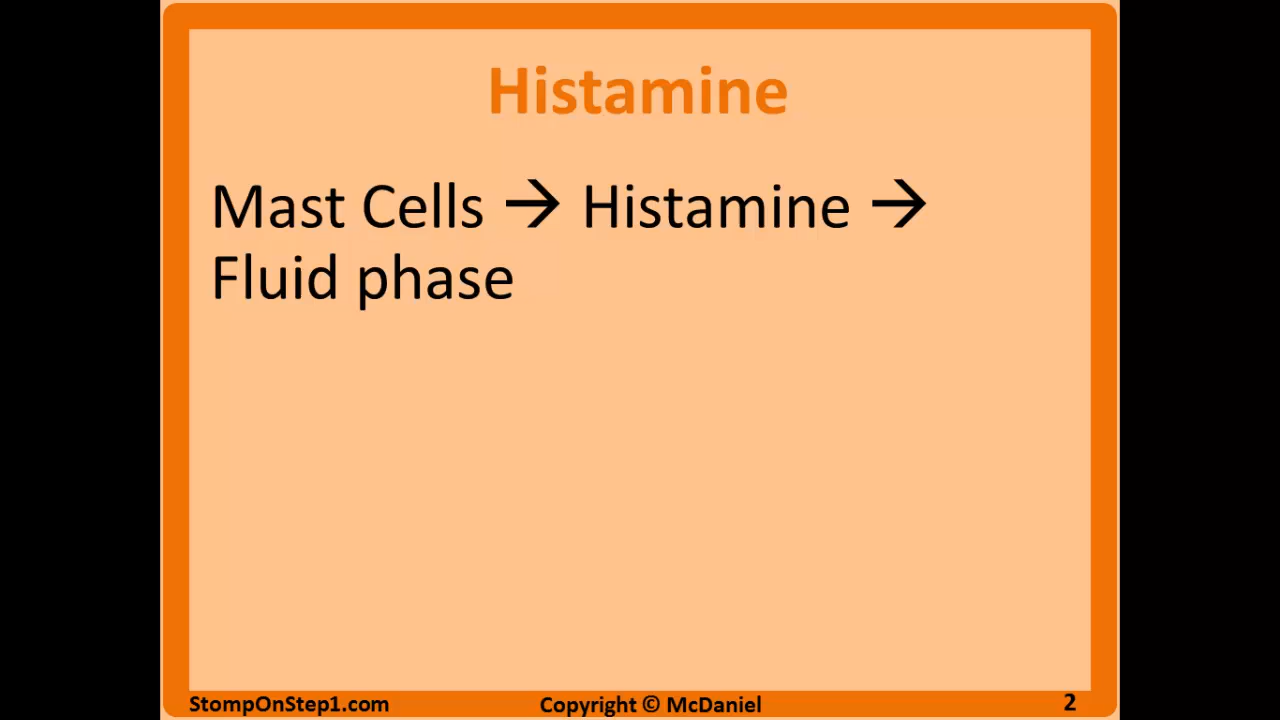 Histamine
Mast Cells → Histamine →
Fluid phase
StompOnStep1.com Copyright © McDaniel 2